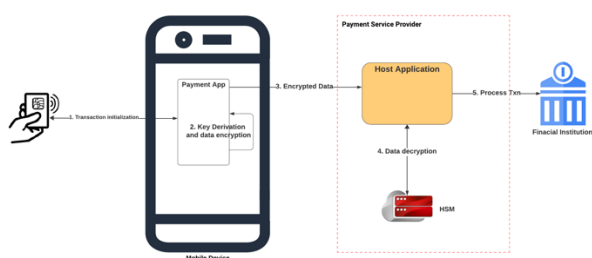 Payment Service Provider
Host Application
Payment App
3. Encrypted Data
5. Process Txn
1. Transaction initialization
2. Key Derivation
and data encryption
Finacial Institution
4. Data decryption
HSM
Mobile Device